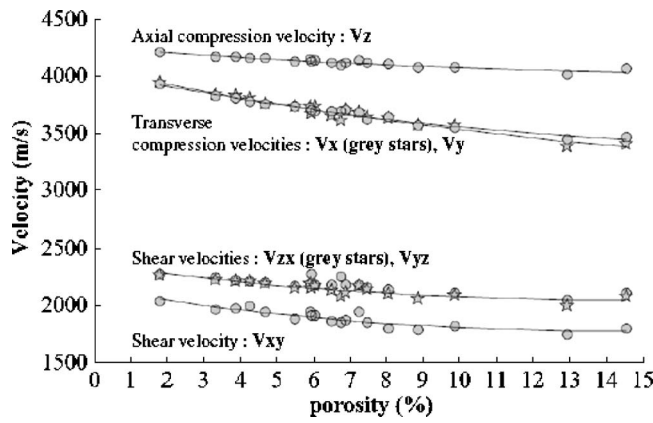 4500
Axial compression velocity : Vz
4000
3500
Transverse
compression velocities : Vx (grey stars), Vy
Velocity (m/s)
3000
2500
Shear velocities : Vzx (grey stars), Vyz
2000
Shear velocity : Vxy
1500
0 1 2 3 4 5 6 7 8 9 10 11 12 13 14 15
porosity (%)